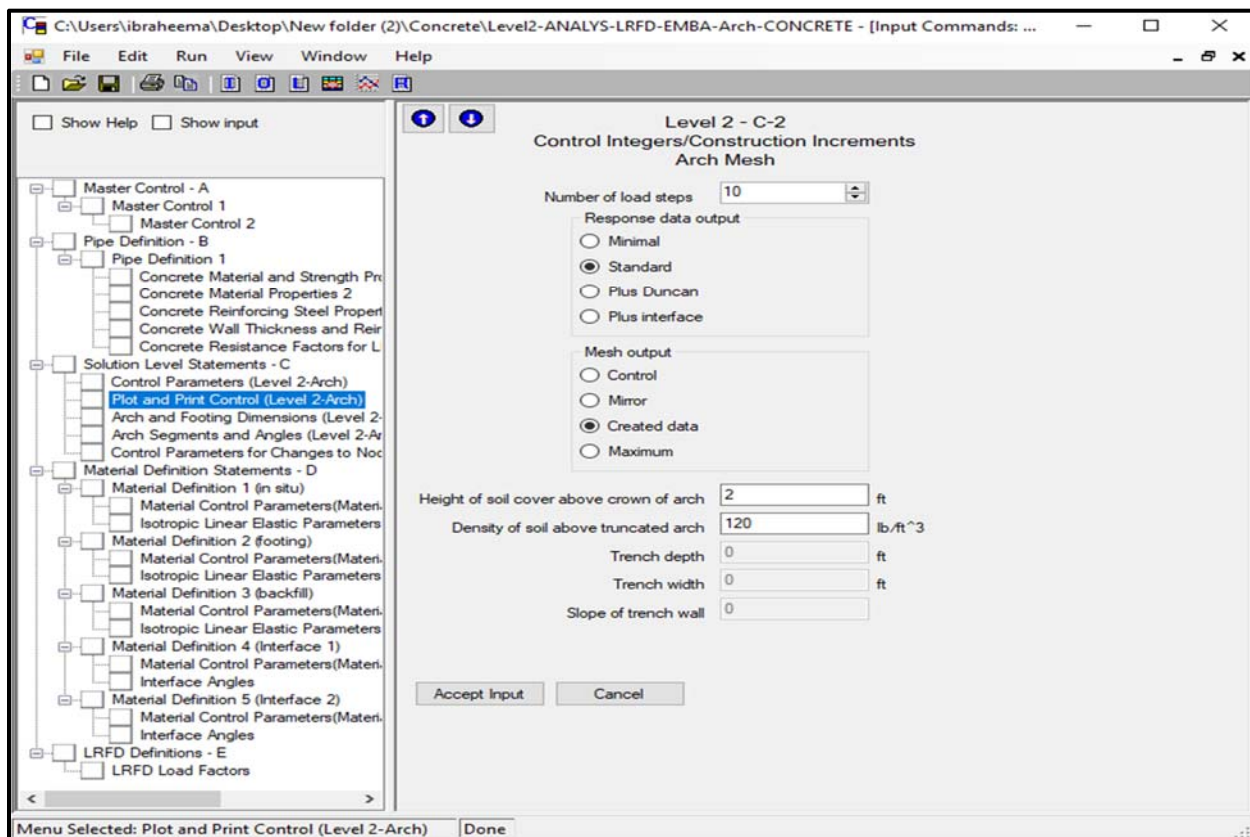 C:\Users\ibraheema\Desktop\New folder (2)\Concrete\Level2-ANALYS-LRFD-EMBA-Arch-CONCRETE - [Input Commands: ...
File Edit Run View Window Help
Show Help Show input
Master Control - A
Master Control 1
Master Control 2
Pipe Definition - B
Pipe Definition 1
Concrete Material and Strength Pro
Concrete Material Properties 2
Concrete Reinforcing Steel Propert
Concrete Wall Thickness and Rein
Concrete Resistance Factors for L
Solution Level Statements - C
Control Parameters (Level 2-Arch)
Plot and Print Control (Level 2-Arch)
Arch and Footing Dimensions (Level 2-
Arch Segments and Angles (Level 2-Ar
Control Parameters for Changes to Nod
Material Definition Statements - D
Material Definition 1 (in situ)
Material Control Parameters(Materi
Isotropic Linear Elastic Parameters
Material Definition 2 (footing)
Material Control Parameters(Materi
Isotropic Linear Elastic Parameters
Material Definition 3 (backfill)
Material Control Parameters(Materi
Isotropic Linear Elastic Parameters
Material Definition 4 (Interface 1)
Material Control Parameters(Materi
Interface Angles
Material Definition 5 (Interface 2)
Material Control Parameters(Materi
Interface Angles
LRFD Definitions - E
LRFD Load Factors
Level 2 - C-2
Control Integers/Construction Increments
Arch Mesh
Number of load steps 10
Response data output
Minimal
Standard
Plus Duncan
Plus interface
Mesh output
Control
Mirror
Created data
Maximum
Height of soil cover above crown of arch 2 ft
Density of soil above truncated arch 120 lb/ft^3
Trench depth 0 ft
Trench width 0 ft
Slope of trench wall 0
Accept Input Cancel
Menu Selected: Plot and Print Control (Level 2-Arch) Done